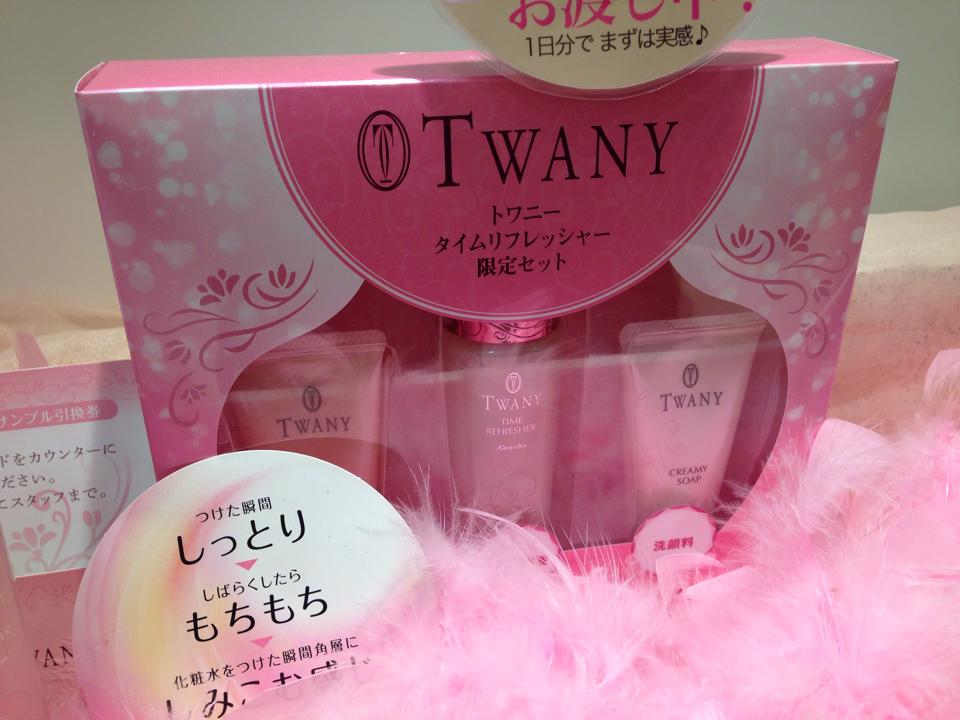 お渡し中!
1日分で まずは実感♪
TWANY
トワニー
タイムリフレッシャー
限定セット
TWANY
TWANY
TIME
REFRESHER
Kanebo
TWANY
CREAMY
SOAP
洗顔料
サンプル引換券
ドをカウンターに
ださい。
スタッフまで。
つけた瞬間
しっとり
しばらくしたら
もちもち
化粧水をつけた瞬間角層に